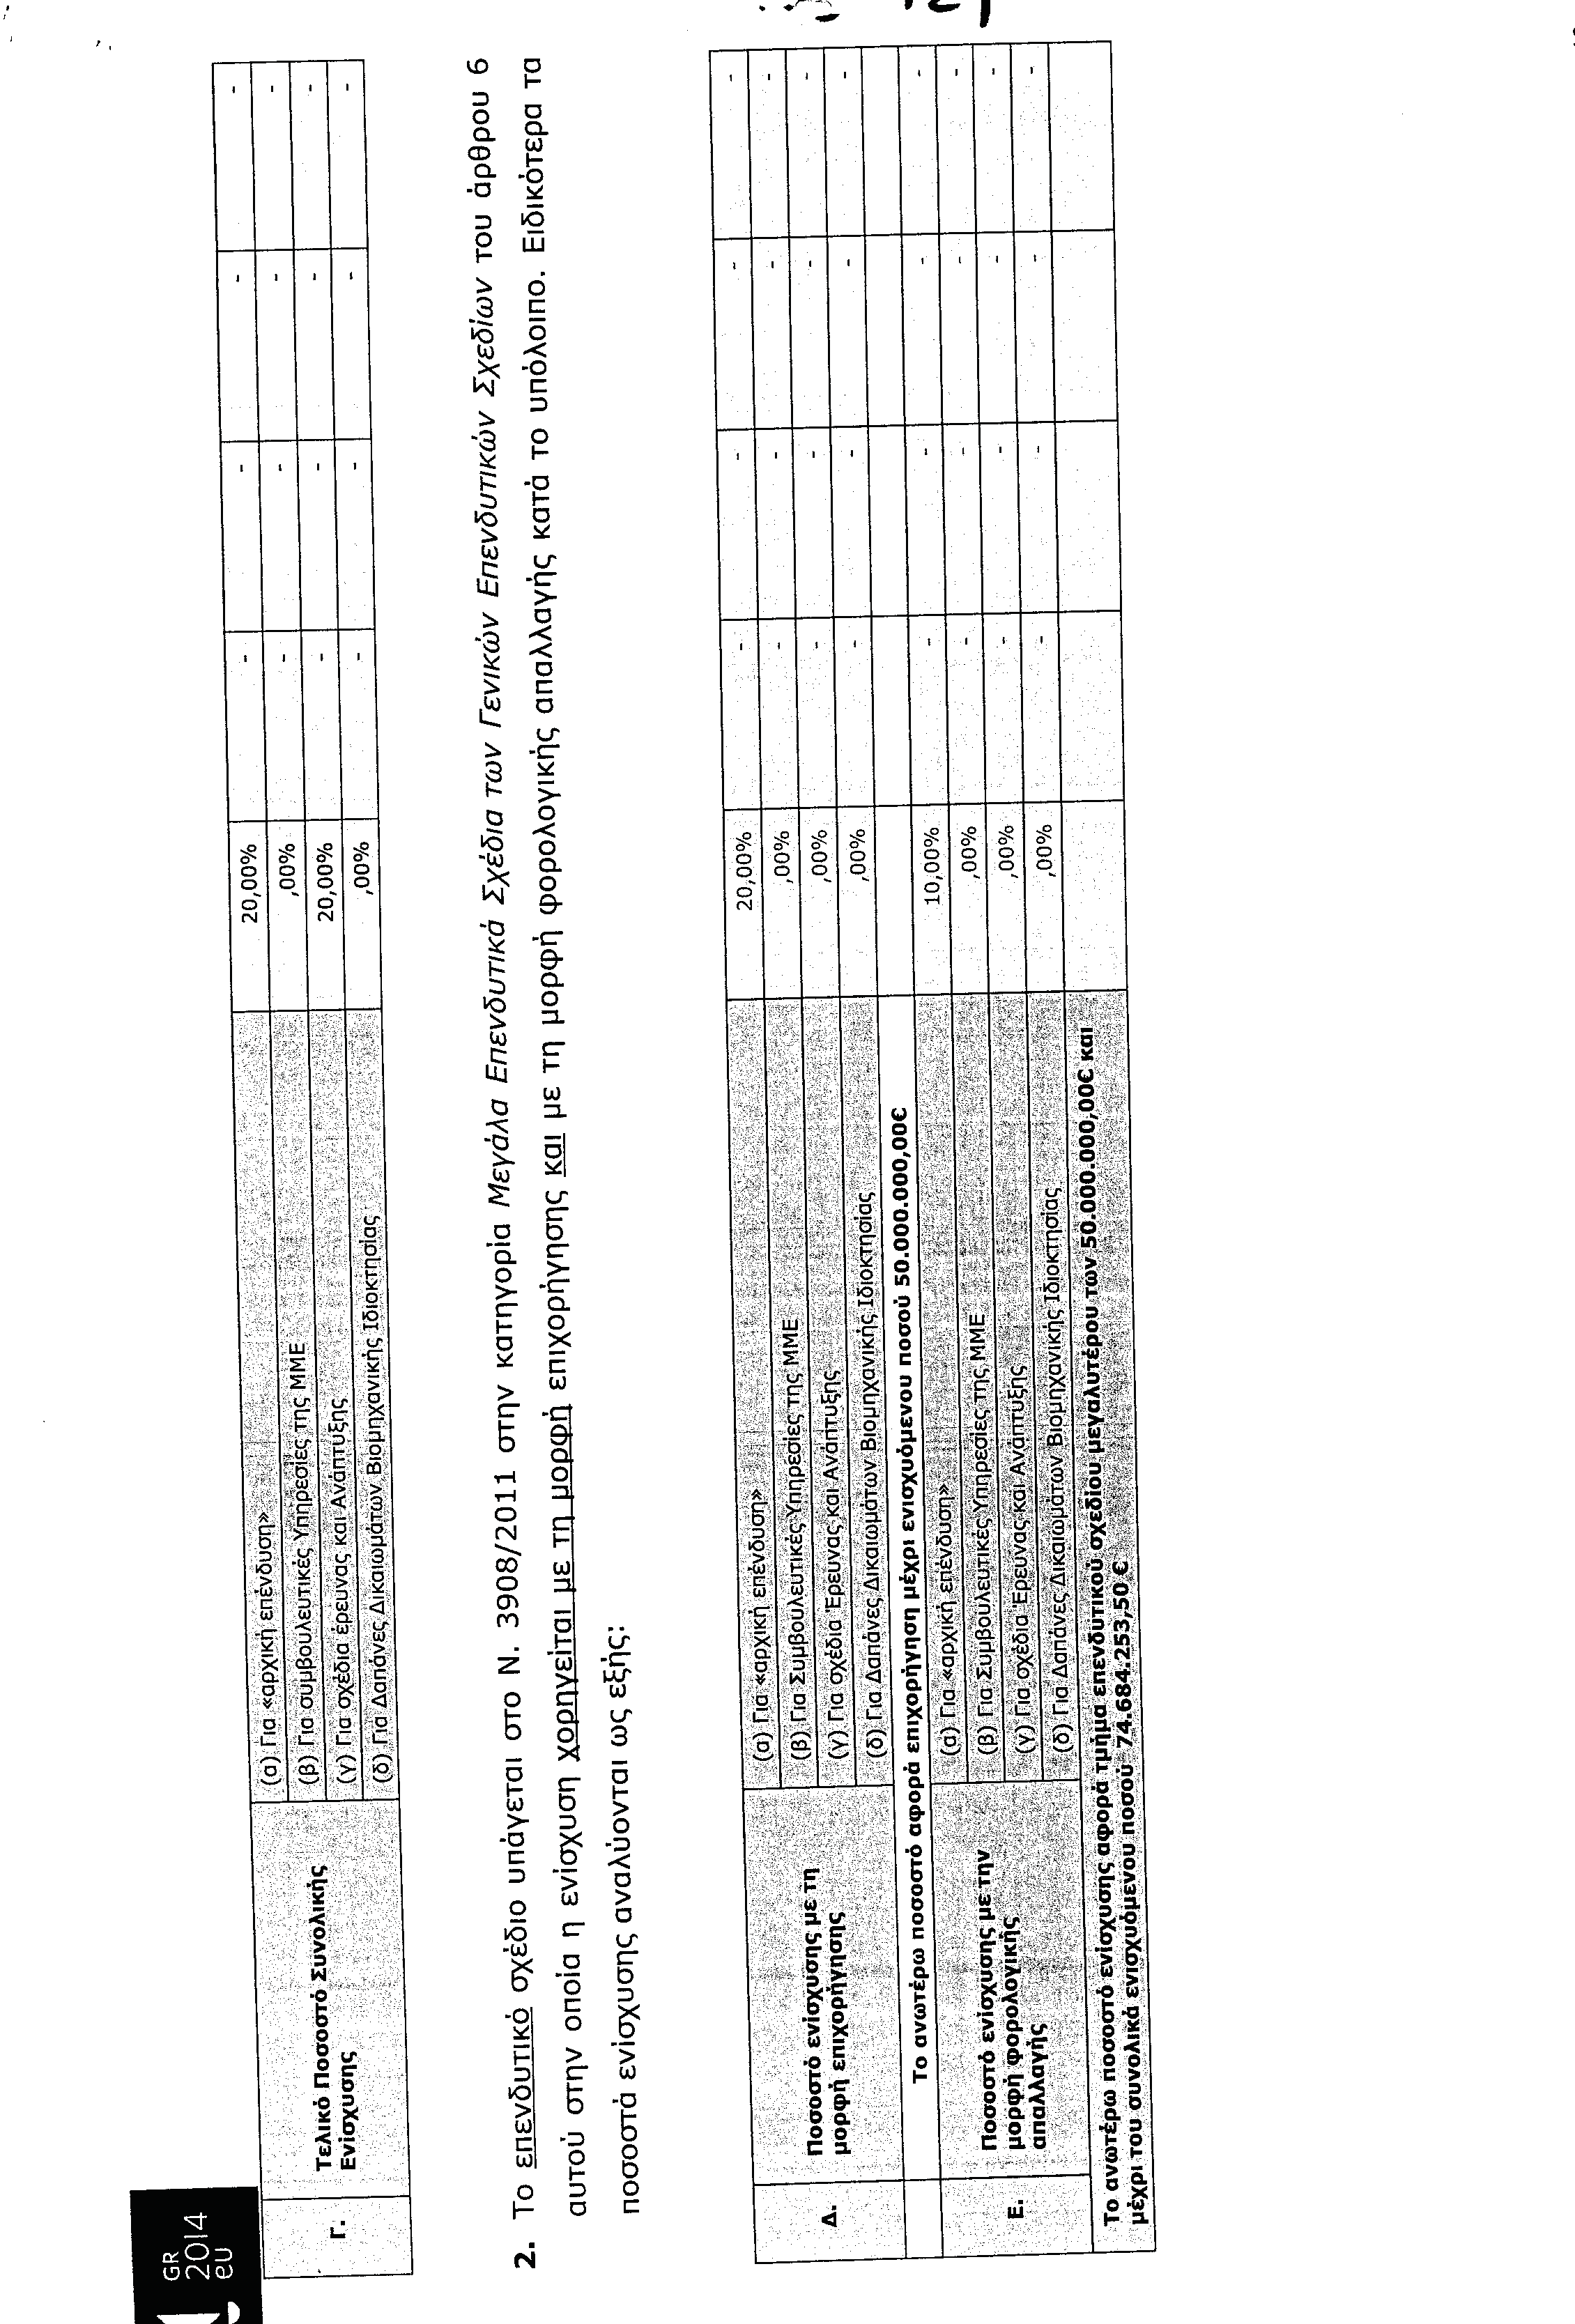 GR
2014
eU
Γ. Τελικό Ποσοστό Συνολικής Ενίσχυσης
(α) Για «αρχική επένδυση» 20,00% - - - -
(β) Για συμβουλευτικές Υπηρεσίες της ΜΜΕ ,00% - - - -
(γ) Για σχέδια έρευνας και Ανάπτυξης 20,00% - - - -
(δ) Για Δαπάνες Δικαιωμάτων Βιομηχανικής Ιδιοκτησίας ,00% - - - -
2. Το επενδυτικό σχέδιο υπάγεται στο Ν. 3908/2011 στην κατηγορία Μεγάλα Επενδυτικά Σχέδια των Γενικών Επενδυτικών Σχεδίων του άρθρου 6
αυτού στην οποία η ενίσχυση χορηγείται με τη μορφή επιχορήγησης και με τη μορφή φορολογικής απαλλαγής κατά το υπόλοιπο. Ειδικότερα τα
ποσοστά ενίσχυσης αναλύονται ως εξής:
Δ. Ποσοστό ενίσχυσης με τη μορφή επιχορήγησης
(α) Για «αρχική επένδυση» 20,00% - - - -
(β) Για Συμβουλευτικές Υπηρεσίες της ΜΜΕ ,00% - - - -
(γ) Για σχέδια Έρευνας και Ανάπτυξης ,00% - - - -
(δ) Για Δαπάνες Δικαιωμάτων Βιομηχανικής Ιδιοκτησίας ,00% - - - -
Το ανωτέρω ποσοστό αφορά επιχορήγηση μέχρι ενισχυόμενου ποσού 50.000.000,00€
Ε. Ποσοστό ενίσχυσης με την μορφή φορολογικής απαλλαγής
(α) Για «αρχική επένδυση» 10,00% - - - -
(β) Για Συμβουλευτικές Υπηρεσίες της ΜΜΕ ,00% - - - -
(γ) Για σχέδια Έρευνας και Ανάπτυξης ,00% - - - -
(δ) Για Δαπάνες Δικαιωμάτων Βιομηχανικής Ιδιοκτησίας ,00% - - - -
Το ανωτέρω ποσοστό ενίσχυσης αφορά τμήμα επενδυτικού σχεδίου μεγαλυτέρου των 50.000.000,00€ και
μέχρι του συνολικά ενισχυόμενου ποσού 74.684.253,50 €